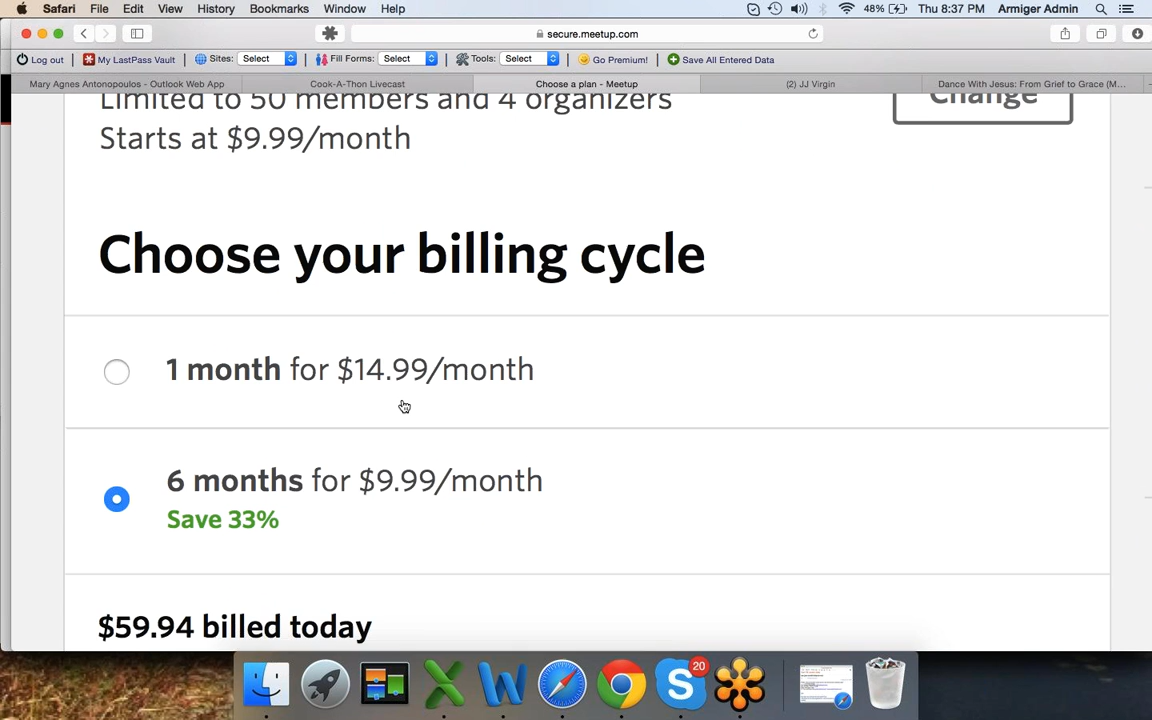 Safari File Edit View History Bookmarks Window Help 48% Thu 8:37 PM Armiger Admin
secure.meetup.com
Log out My LastPass Vault Sites: Select Fill Forms: Select Tools: Select Go Premium! Save All Entered Data
Mary Agnes Antonopoulos - Outlook Web App Cook-A-Thon Livecast Choose a plan - Meetup (2) JJ Virgin Dance With Jesus: From Grief to Grace (M...
Limited to 50 members and 4 organizers
Change
Starts at $9.99/month
Choose your billing cycle
1 month for $14.99/month
6 months for $9.99/month
Save 33%
$59.94 billed today
20